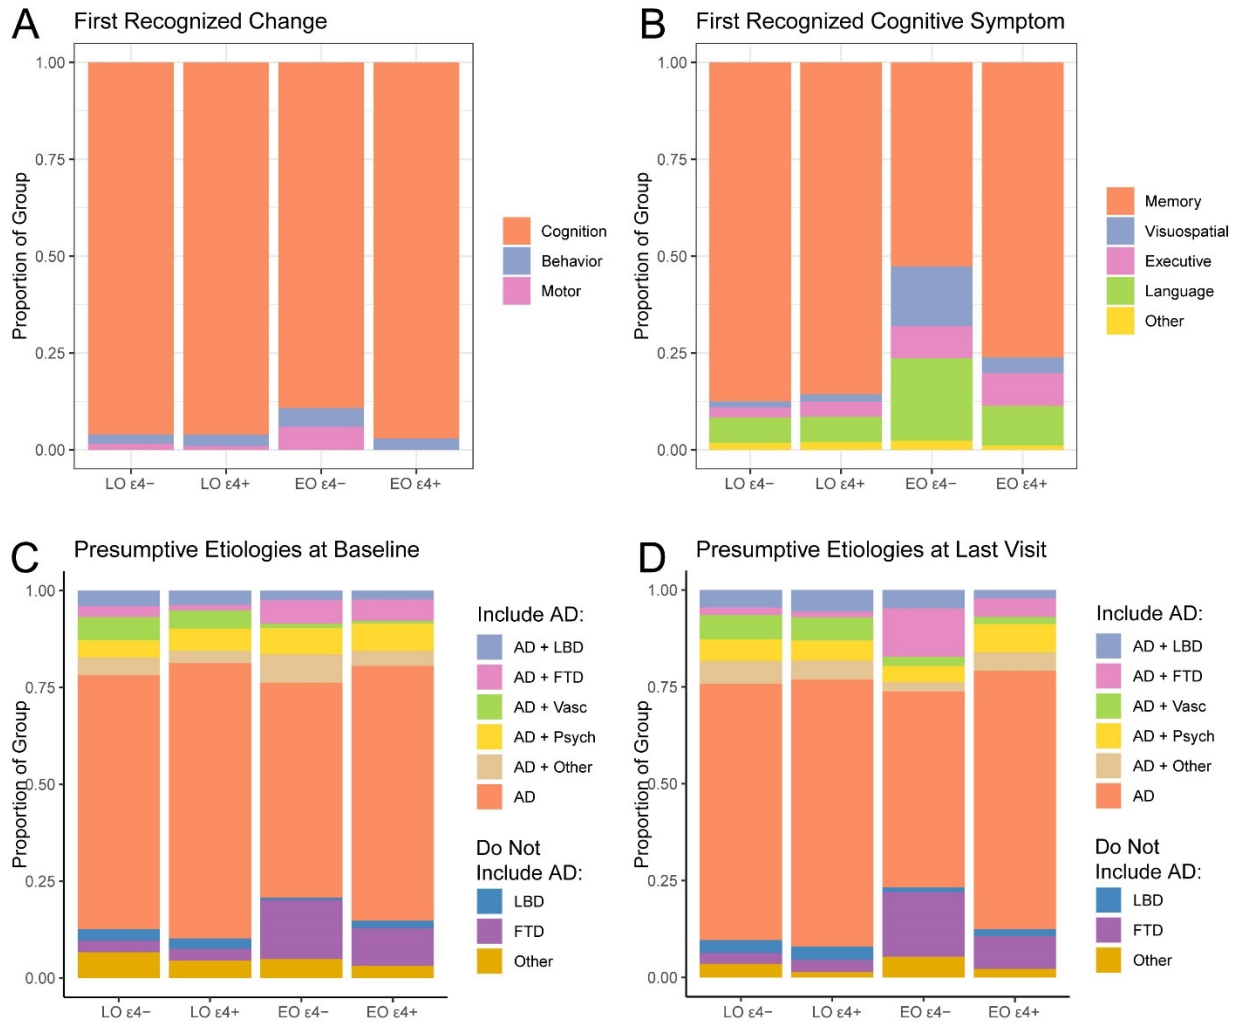 A
First Recognized Change
Proportion of Group
1.00
0.75
0.50
0.25
0.00
LO ε4−
LO ε4+
EO ε4−
EO ε4+
Cognition
Behavior
Motor
B
First Recognized Cognitive Symptom
Proportion of Group
1.00
0.75
0.50
0.25
0.00
LO ε4−
LO ε4+
EO ε4−
EO ε4+
Memory
Visuospatial
Executive
Language
Other
C
Presumptive Etiologies at Baseline
Proportion of Group
1.00
0.75
0.50
0.25
0.00
LO ε4−
LO ε4+
EO ε4−
EO ε4+
Include AD:
AD + LBD
AD + FTD
AD + Vasc
AD + Psych
AD + Other
AD
Do Not
Include AD:
LBD
FTD
Other
D
Presumptive Etiologies at Last Visit
Proportion of Group
1.00
0.75
0.50
0.25
0.00
LO ε4−
LO ε4+
EO ε4−
EO ε4+
Include AD:
AD + LBD
AD + FTD
AD + Vasc
AD + Psych
AD + Other
AD
Do Not
Include AD:
LBD
FTD
Other